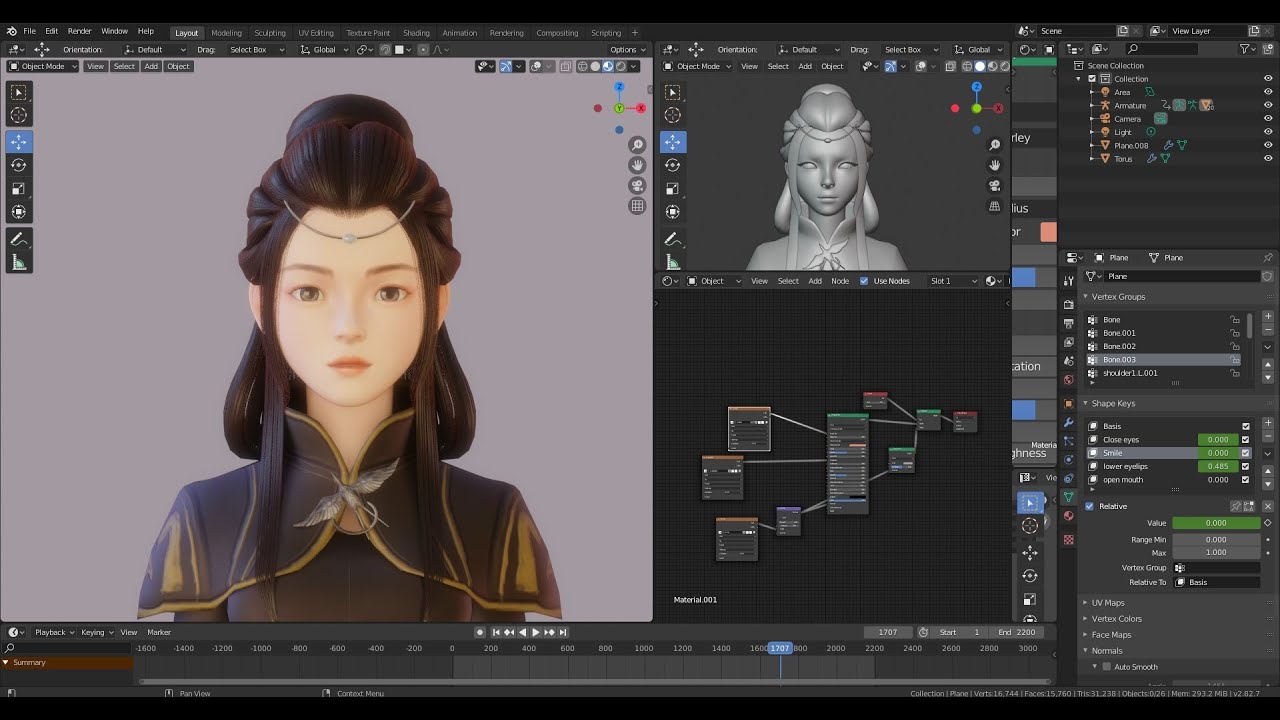 File Edit Render Window Help Layout Modeling Sculpting UV Editing Texture Paint Shading Animation Rendering Compositing Scripting + Scene View Layer
Orientation: Default Drag: Select Box Global Options
Object Mode View Select Add Object
Z
Y X
Orientation: Default Drag: Select Box Global
Object Mode View Select Add Object
Z
Object View Select Add Node Use Nodes Slot 1
Material.001
rley
lius
or
tation
Material
ghness
Vie
Scene Collection
Collection
Area
Armature
Camera
Light
Plane.008
Torus
Plane Plane
Plane
Vertex Groups
Bone
Bone.001
Bone.002
Bone.003
shoulder1.L.001
Shape Keys
Basis
Close eyes 0.000
Smile 0.000
lower eyelips 0.485
open mouth 0.000
Relative
Value 0.000
Range Min 0.000
Max 1.000
Vertex Group
Relative To Basis
UV Maps
Vertex Colors
Face Maps
Normals
Auto Smooth
Playback Keying View Marker 1707 Start 1 End 2200
-1600 -1400 -1200 -1000 -800 -600 -400 -200 0 200 400 600 800 1000 1200 1400 1600 1707 800 2000 2200 2400 2600 2800 3000
Summary
Pan View Context Menu Collection | Plane | Verts:16,744 | Faces:15,760 | Tris:31,238 | Objects:0/26 | Mem: 293.2 MiB | v2.82.7